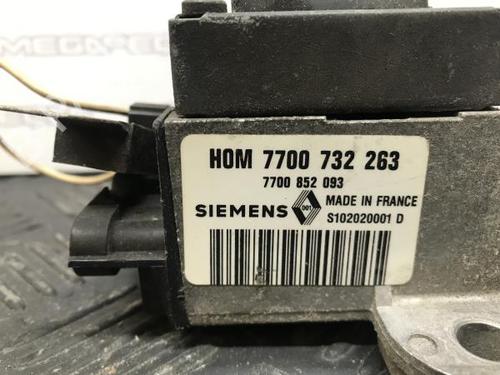 HOM 7700 732 263
7700 852 093
SIEMENS
MADE IN FRANCE
S102020001 D